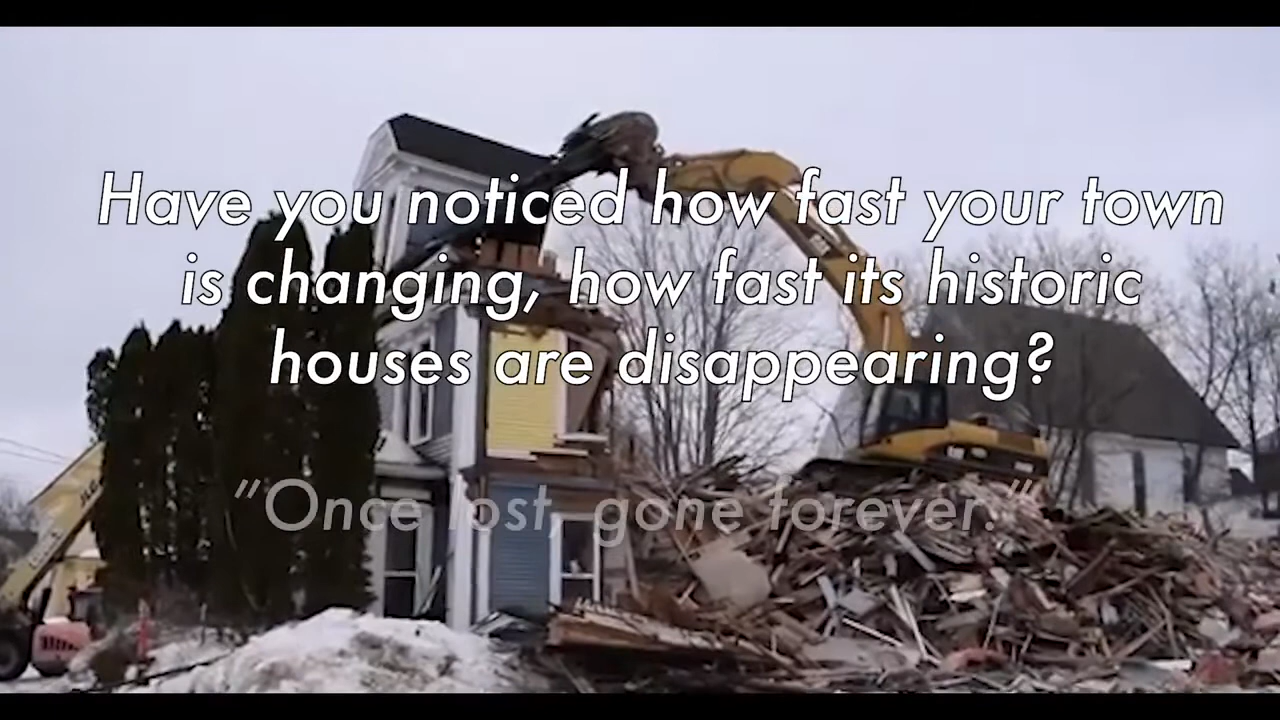 Have you noticed how fast your town
is changing, how fast its historic
houses are disappearing?
"Once lost, gone forever."
JLG